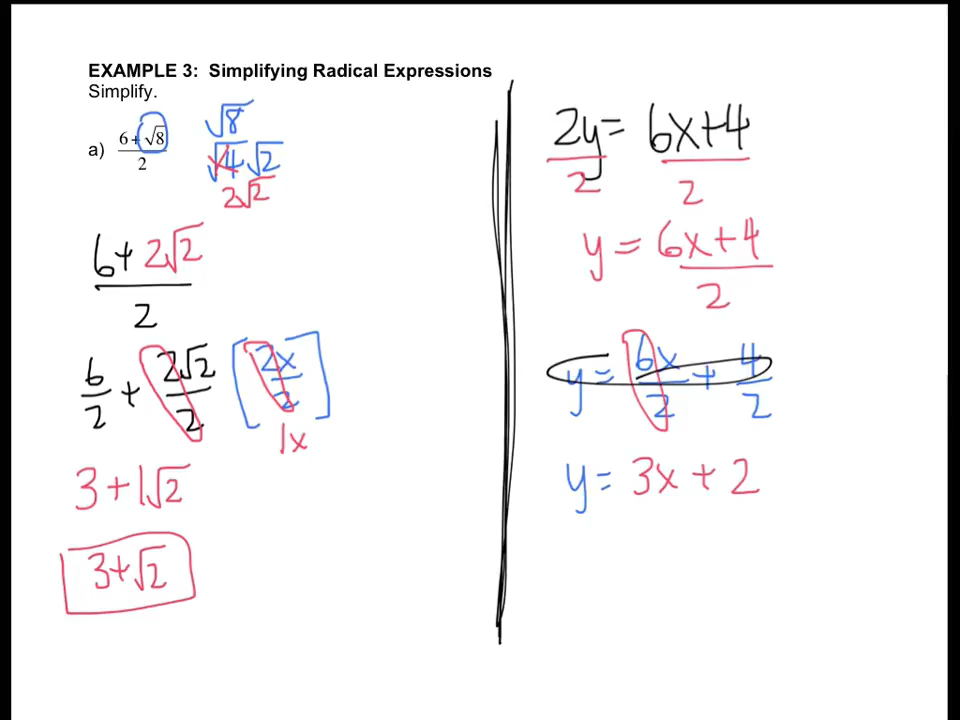 EXAMPLE 3: Simplifying Radical Expressions
Simplify.
a) (6 + √8)/2
√8
√4 √2
2√2
(6 + 2√2)/2
6/2 + 2√2/2 [2x/2]
1x
3 + 1√2
3 + √2
2y = 6x + 4
2 2
y = (6x + 4)/2
y = 6x/2 + 4/2
y = 3x + 2